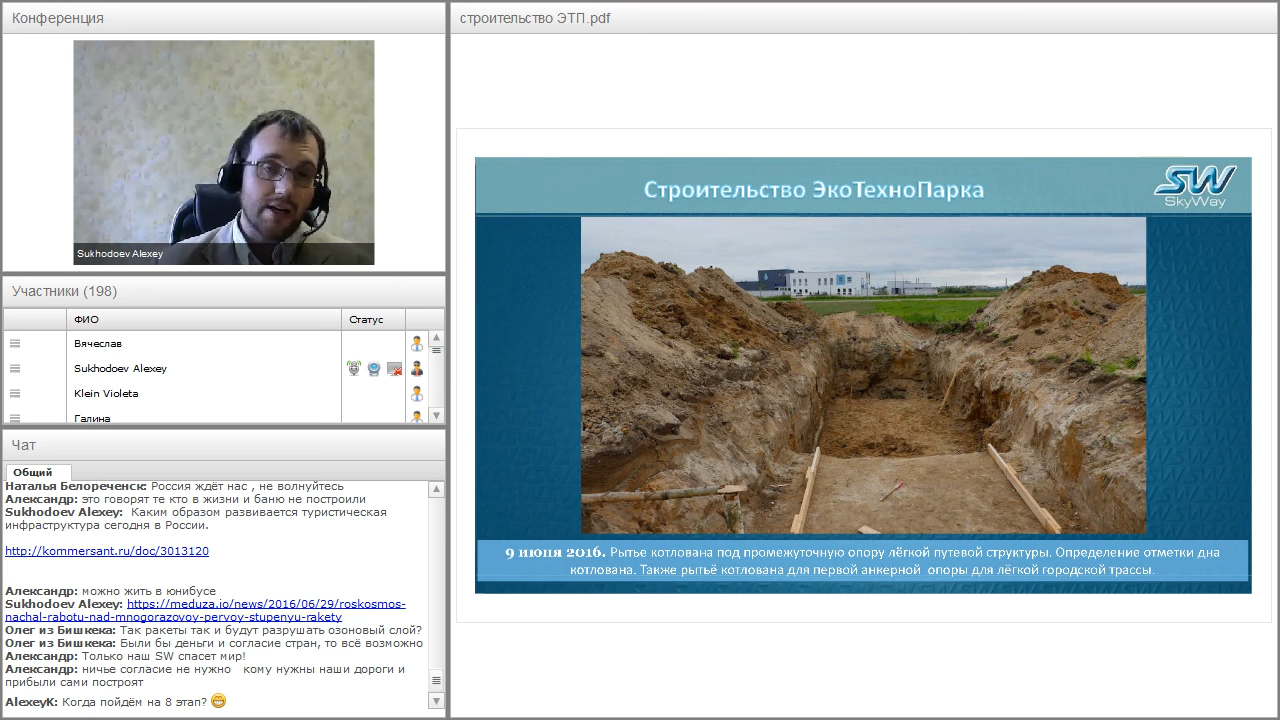 Конференция
Sukhodoev Alexey
Участники (198)
ФИО
Статус
Вячеслав
Sukhodoev Alexey
Klein Violeta
Галина
Чат
Общий
Наталья Белореченск: Россия ждёт нас , не волнуйтесь
Александр: это говорят те кто в жизни и баню не построили
Sukhodoev Alexey: Каким образом развивается туристическая
инфраструктура сегодня в России.
http://kommersant.ru/doc/3013120
Александр: можно жить в юнибусе
Sukhodoev Alexey: https://meduza.io/news/2016/06/29/roskosmos-
nachal-rabotu-nad-mnogorazovoy-pervoy-stupenyu-rakety
Олег из Бишкека: Так ракеты так и будут разрушать озоновый слой?
Олег из Бишкека: Были бы деньги и согласие стран, то всё возможно
Александр: Только наш SW спасет мир!
Александр: ничье согласие не нужно кому нужны наши дороги и
прибыли сами построят
AlexeyK: Когда пойдём на 8 этап?
строительство ЭТП.pdf
Строительство ЭкоТехноПарка
SW
SkyWay
9 июня 2016. Рытье котлована под промежуточную опору лёгкой путевой структуры. Определение отметки дна
котлована. Также рытьё котлована для первой анкерной опоры для лёгкой городской трассы.